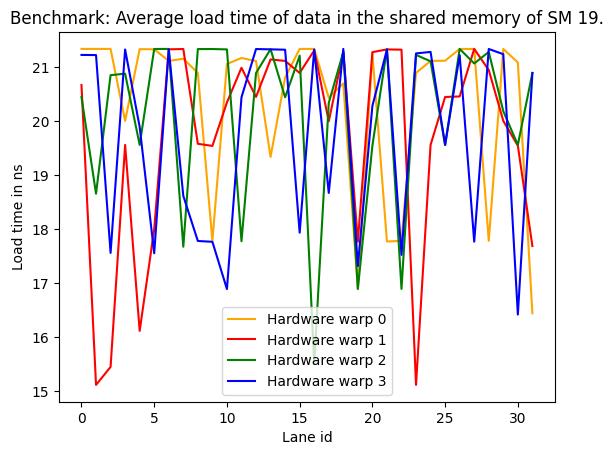 Benchmark: Average load time of data in the shared memory of SM 19.
Load time in ns
21
20
19
18
17
16
15
Hardware warp 0
Hardware warp 1
Hardware warp 2
Hardware warp 3
0 5 10 15 20 25 30
Lane id